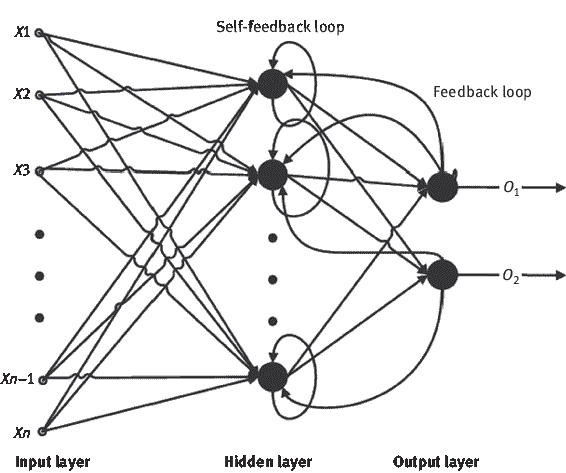 Self-feedback loop
Feedback loop
X1
X2
X3
Xn–1
Xn
O1
O2
Input layer
Hidden layer
Output layer